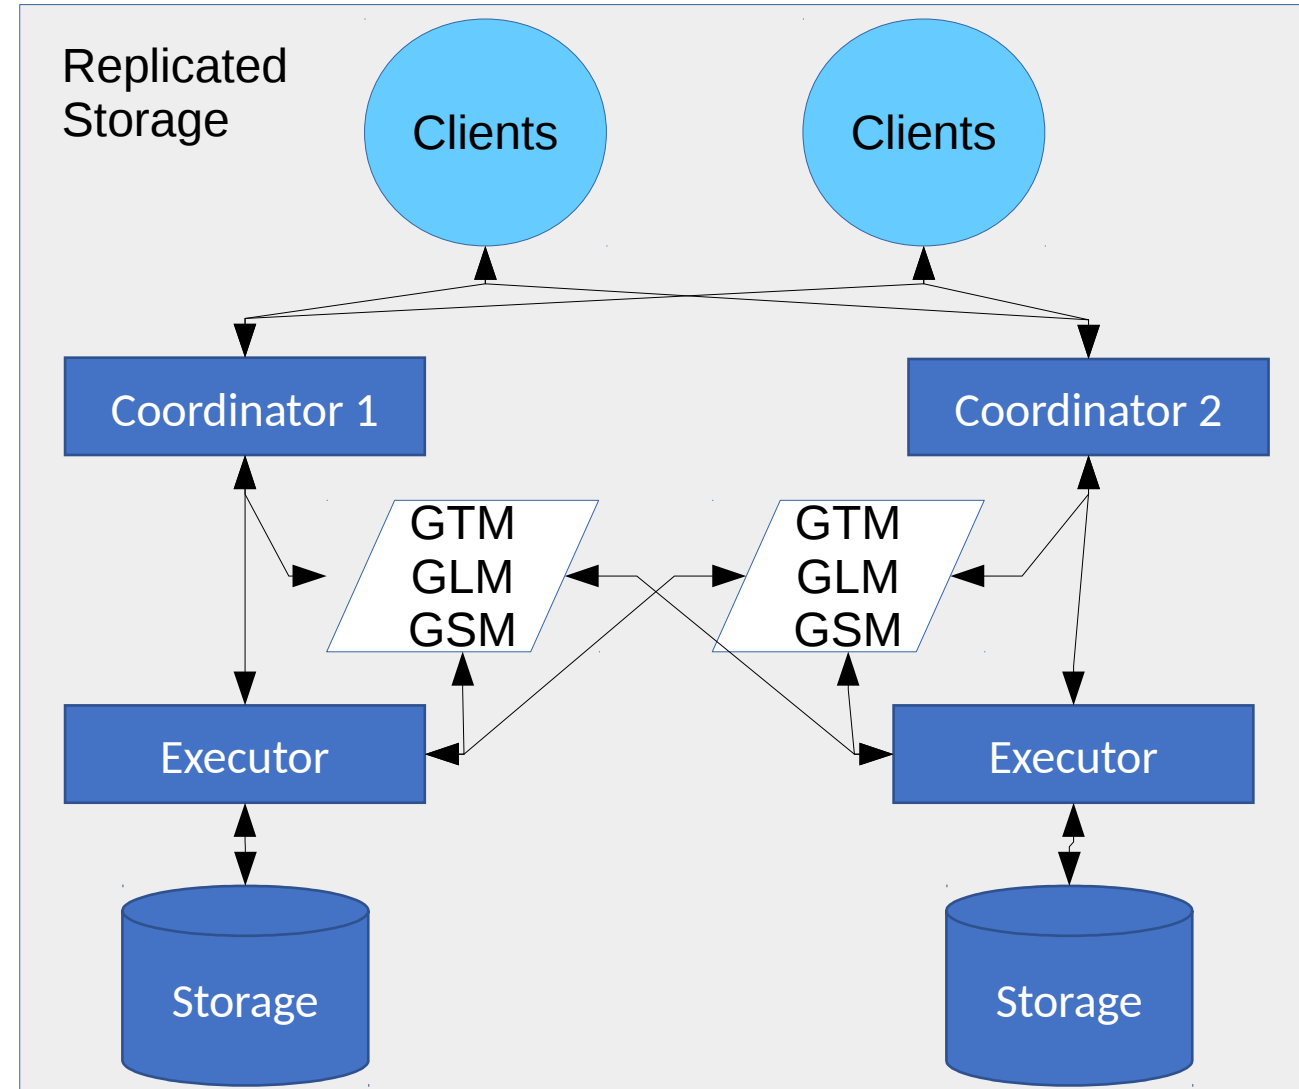 Replicated
Storage
Clients
Clients
Coordinator 1
Coordinator 2
GTM
GLM
GSM
GTM
GLM
GSM
Executor
Executor
Storage
Storage